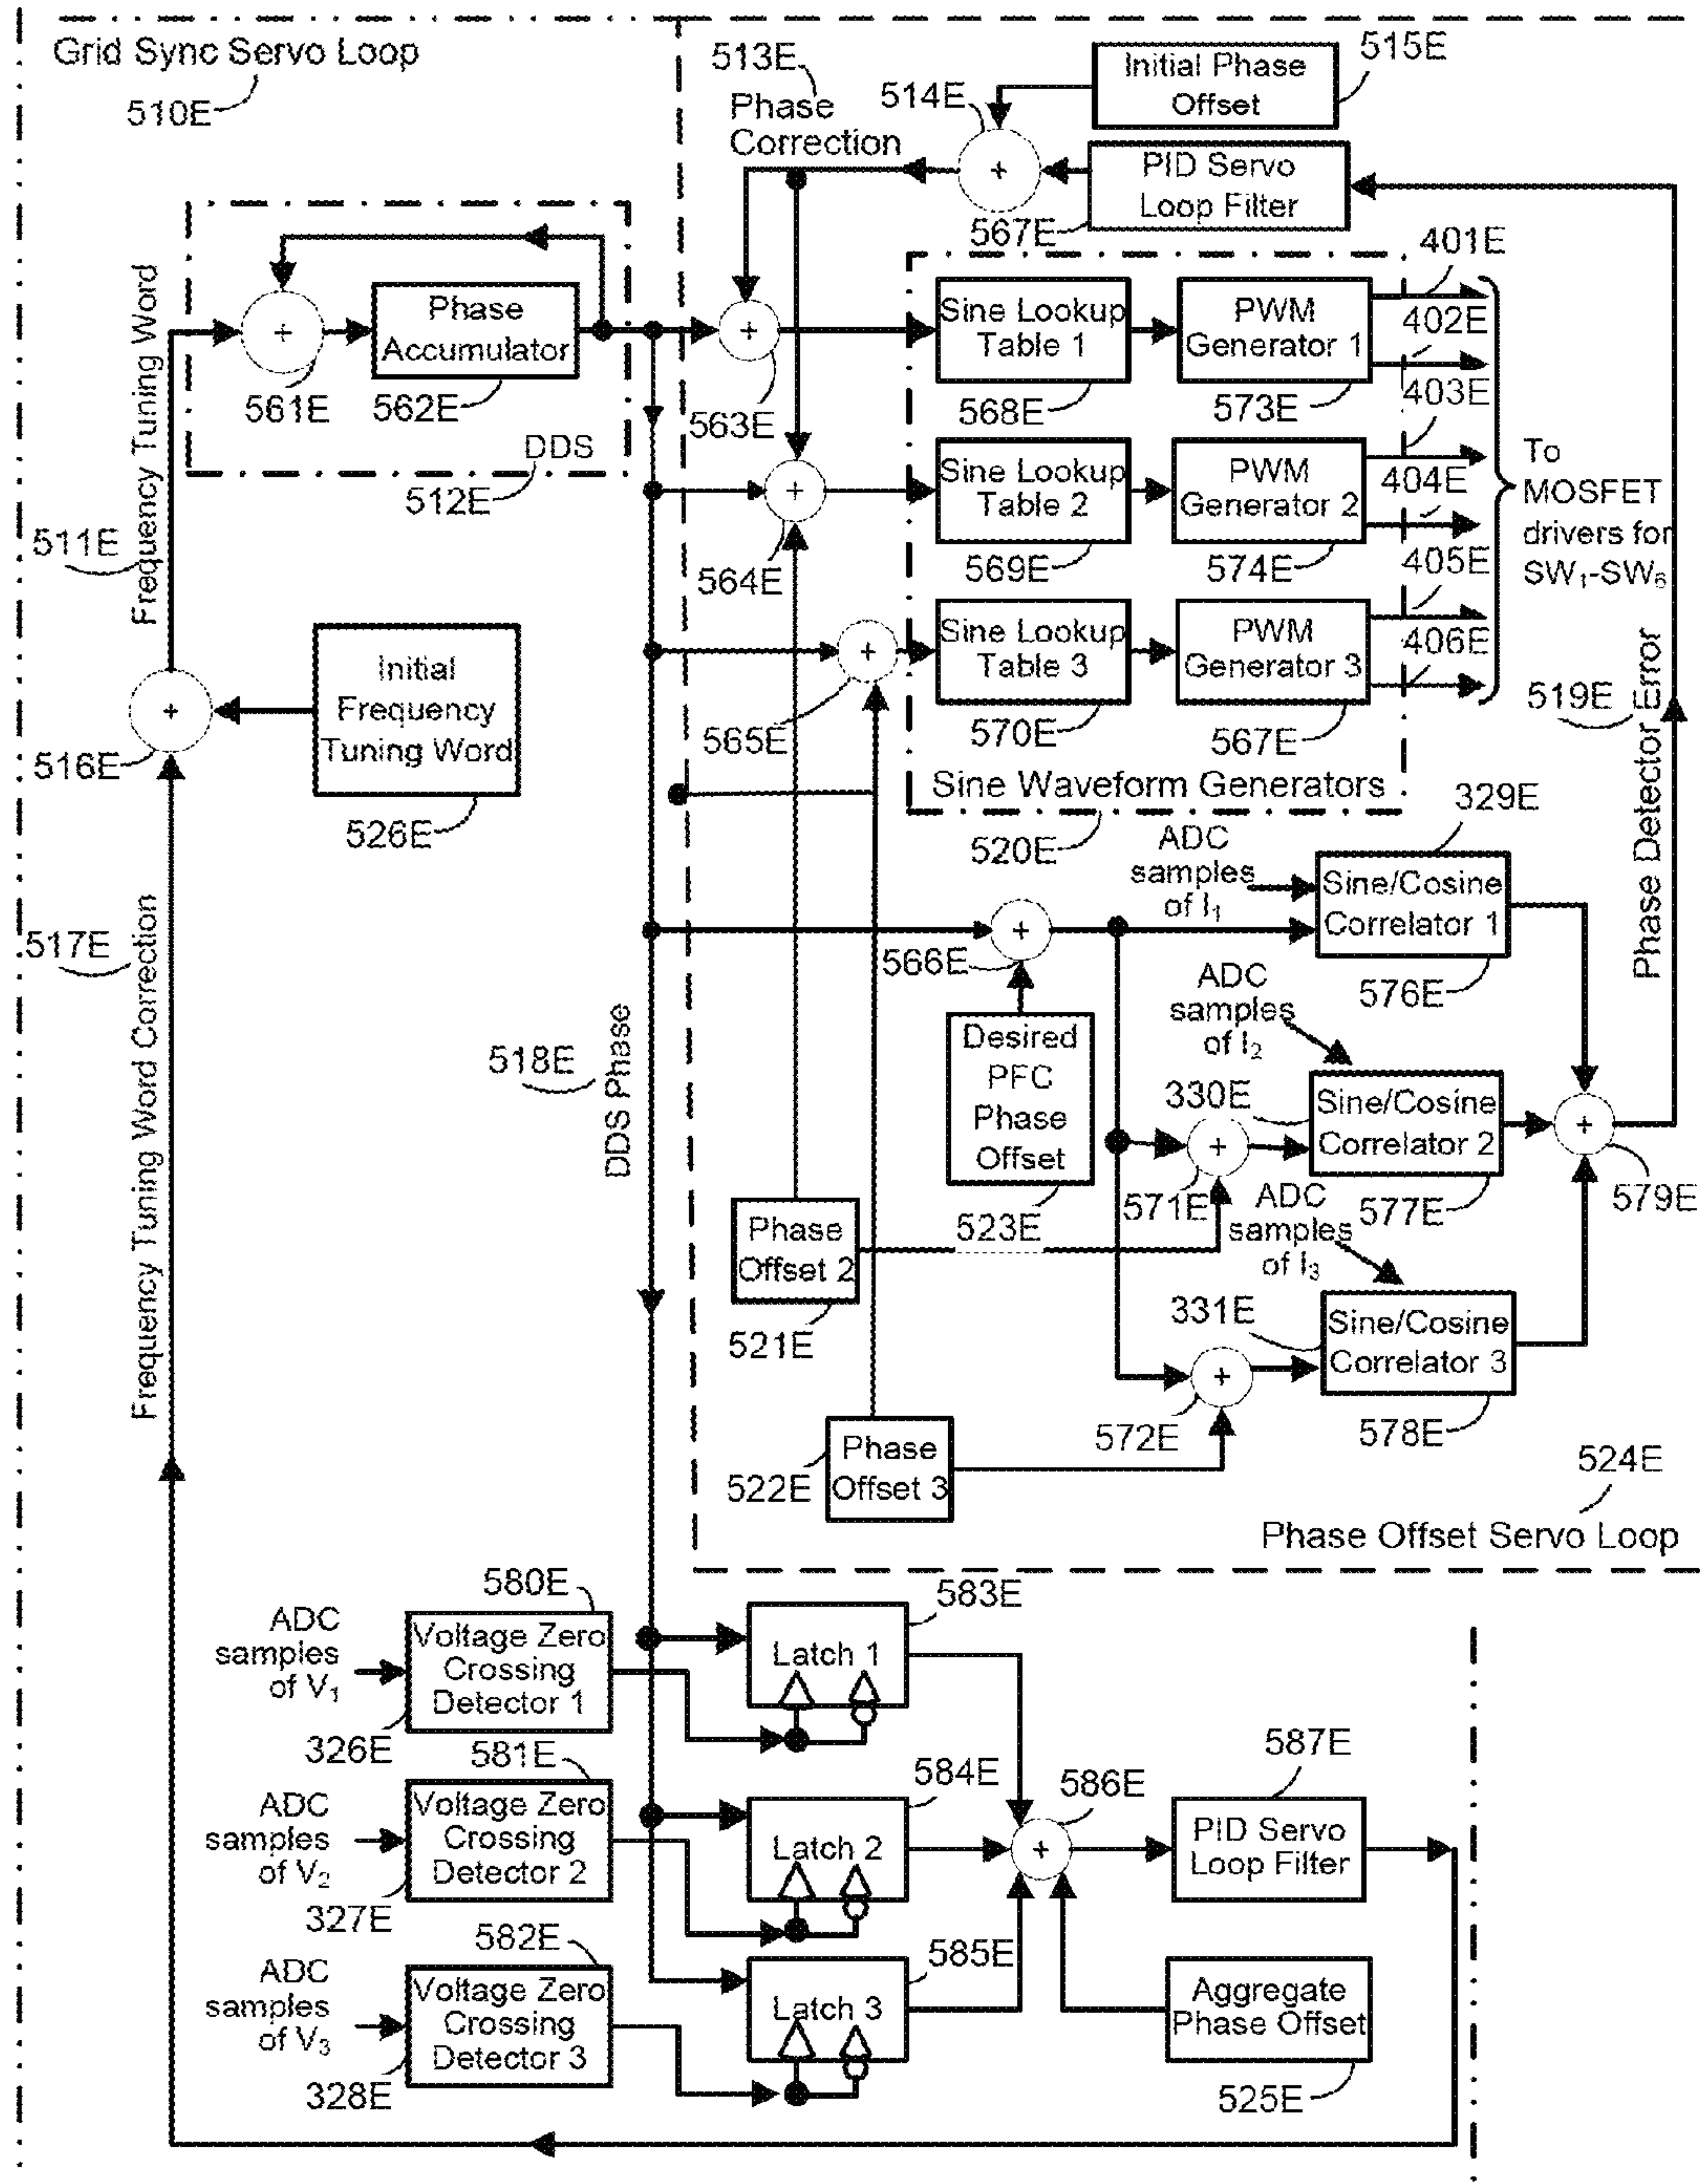 Grid Sync Servo Loop
510E
513E
Phase
Correction
514E
Initial Phase
Offset
515E
PID Servo
Loop Filter
567E
Frequency Tuning Word
511E
+
561E
Phase
Accumulator
562E
DDS
512E
+
563E
+
564E
+
565E
Sine Lookup
Table 1
568E
PWM
Generator 1
573E
Sine Lookup
Table 2
569E
PWM
Generator 2
574E
Sine Lookup
Table 3
570E
PWM
Generator 3
567E
Sine Waveform Generators
520E
401E
402E
403E
404E
405E
406E
To
MOSFET
drivers for
SW₁-SW₆
519E
Phase Detector Error
+
516E
Initial
Frequency
Tuning Word
526E
517E
Frequency Tuning Word Correction
518E
DDS Phase
+
566E
Desired
PFC
Phase
Offset
523E
ADC
samples
of I₁
329E
Sine/Cosine
Correlator 1
576E
ADC
samples
of I₂
330E
Sine/Cosine
Correlator 2
577E
+
571E
+
579E
ADC
samples
of I₃
331E
Sine/Cosine
Correlator 3
578E
+
572E
Phase
Offset 2
521E
Phase
Offset 3
522E
524E
Phase Offset Servo Loop
ADC
samples
of V₁
580E
Voltage Zero
Crossing
Detector 1
326E
583E
Latch 1
ADC
samples
of V₂
581E
Voltage Zero
Crossing
Detector 2
327E
584E
Latch 2
ADC
samples
of V₃
582E
Voltage Zero
Crossing
Detector 3
328E
585E
Latch 3
+
586E
587E
PID Servo
Loop Filter
Aggregate
Phase Offset
525E
+